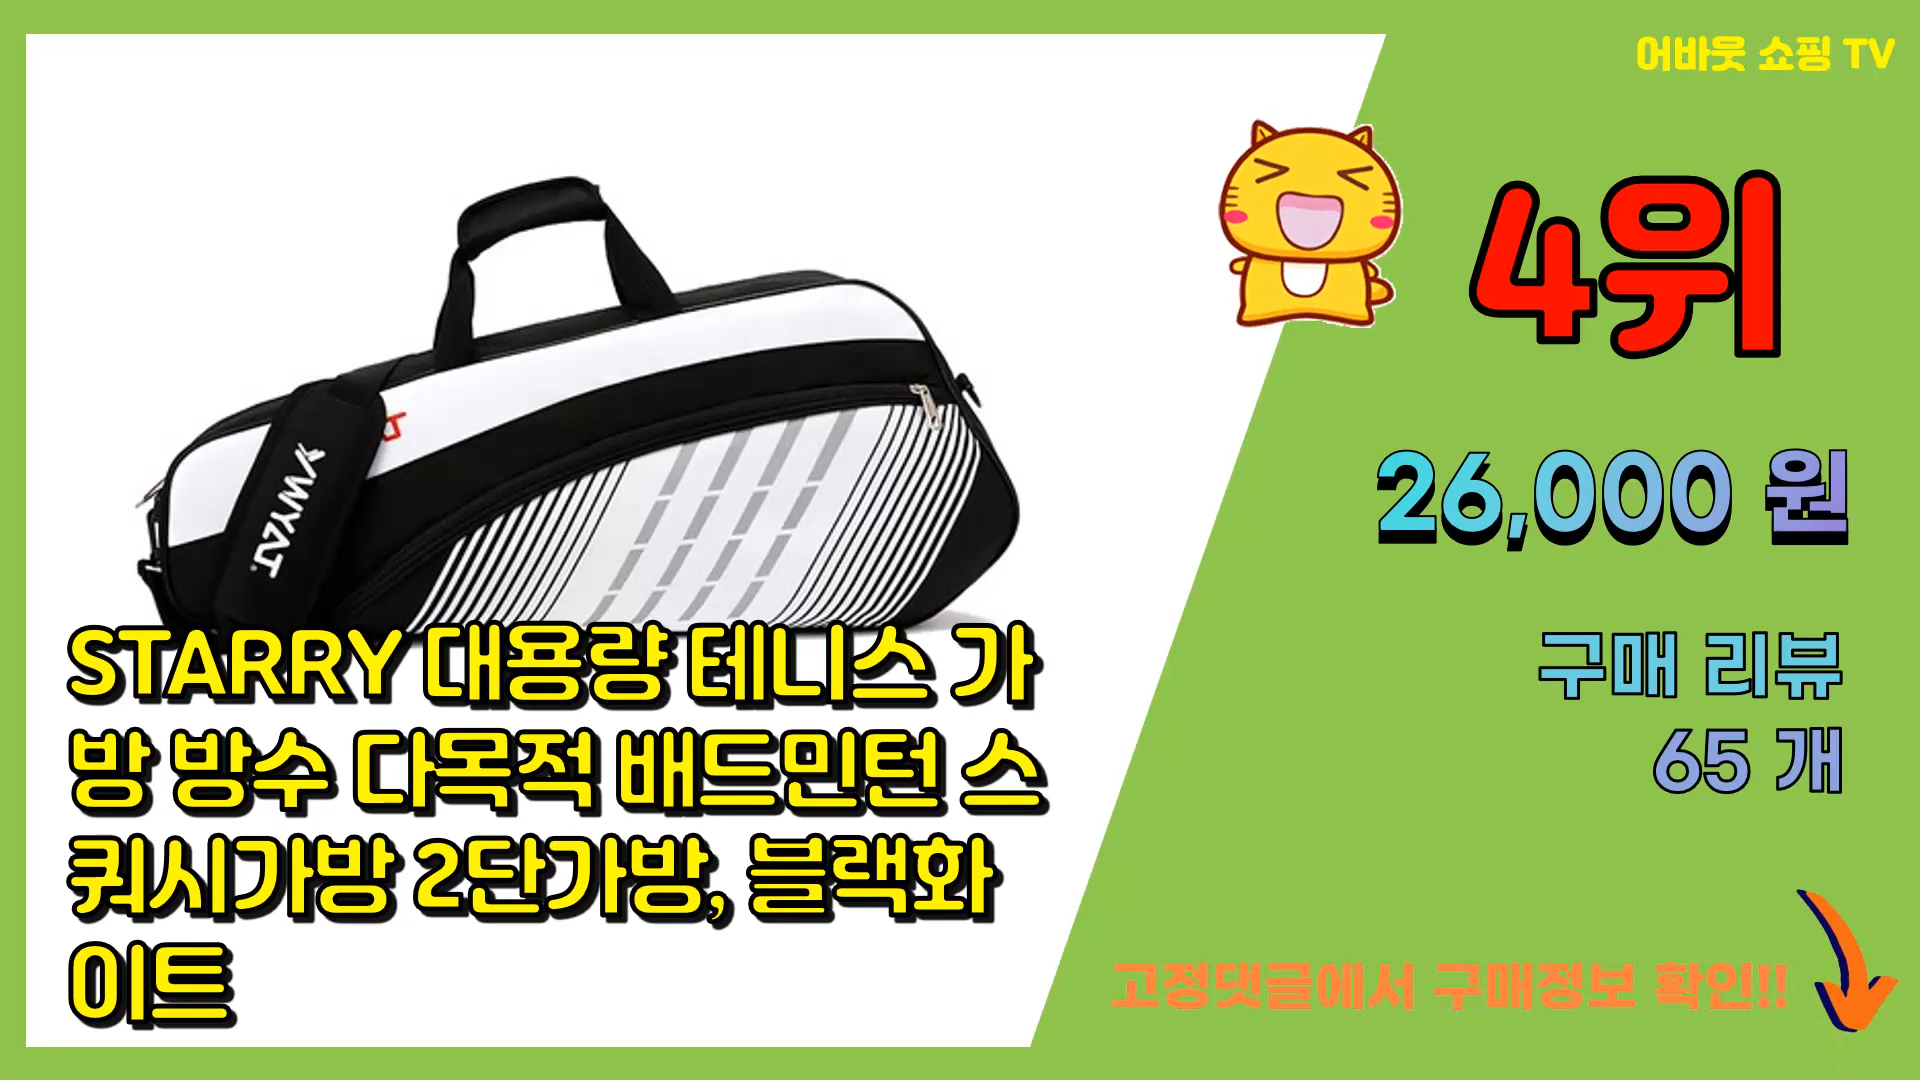 어바웃 쇼핑 TV
4위
YWYAT
26,000 원
구매 리뷰
65 개
STARRY 대용량 테니스 가
방 방수 다목적 배드민턴 스
쿼시가방 2단가방, 블랙화
이트
고정댓글에서 구매정보 확인!!